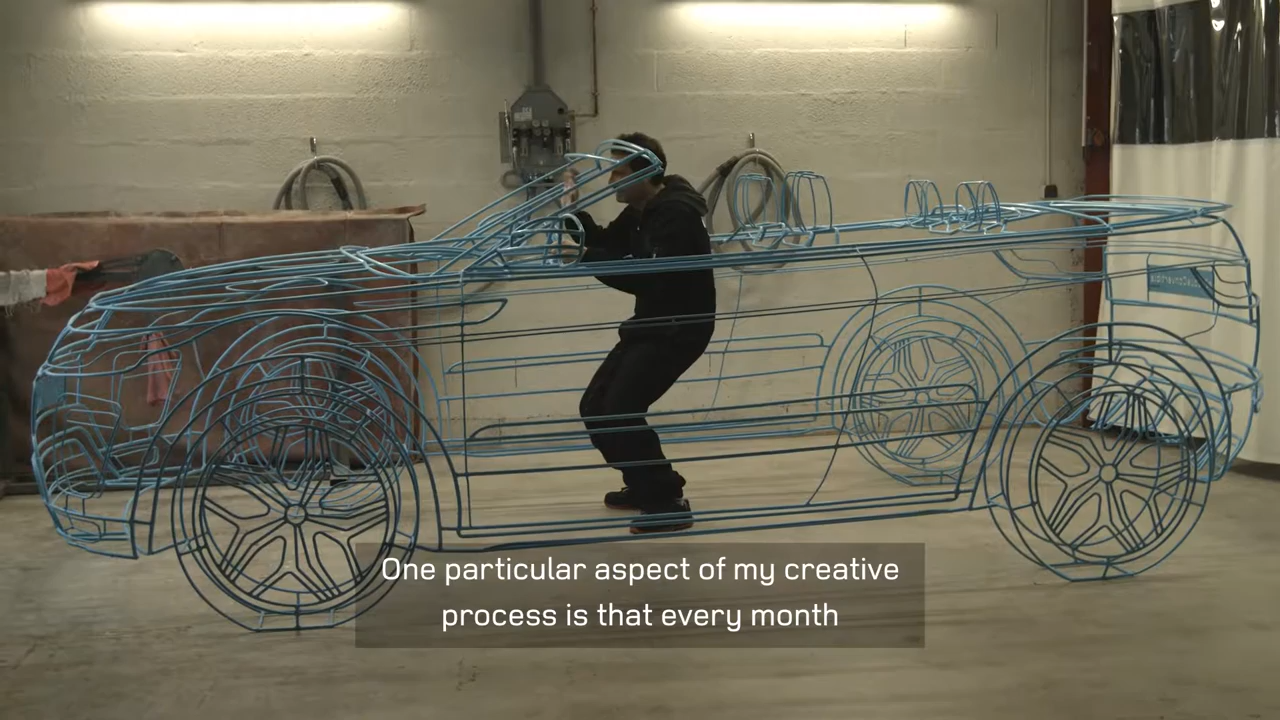 One particular aspect of my creative
process is that every month